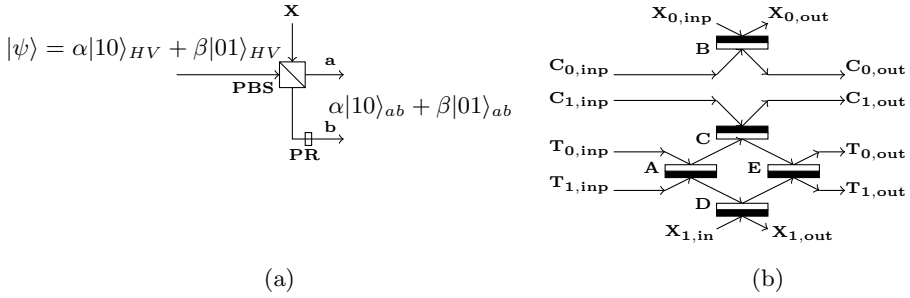 X
|ψ⟩ = α|10⟩_{HV} + β|01⟩_{HV}
a
PBS
α|10⟩_{ab} + β|01⟩_{ab}
b
PR
(a)
X_{0,inp} X_{0,out}
B
C_{0,inp} C_{0,out}
C_{1,inp} C_{1,out}
C
T_{0,inp} T_{0,out}
A E
T_{1,inp} T_{1,out}
D
X_{1,in} X_{1,out}
(b)